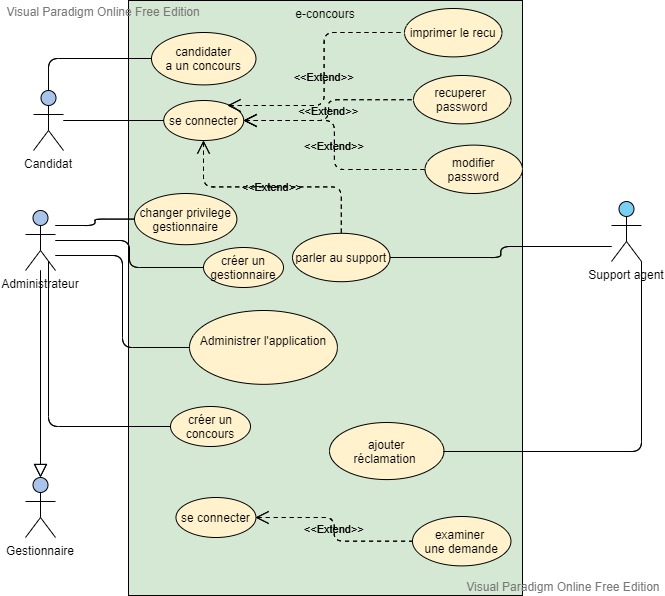 Visual Paradigm Online Free Edition
e-concours
imprimer le recu
candidater
a un concours
<<Extend>>
recuperer
password
<<Extend>>
se connecter
<<Extend>>
Candidat
modifier
password
<<Extend>>
changer privilege
gestionnaire
parler au support
créer un
gestionnaire
Support agent
Administrateur
Administrer l'application
créer un
concours
ajouter
réclamation
se connecter
<<Extend>>
examiner
une demande
Gestionnaire
Visual Paradigm Online Free Edition